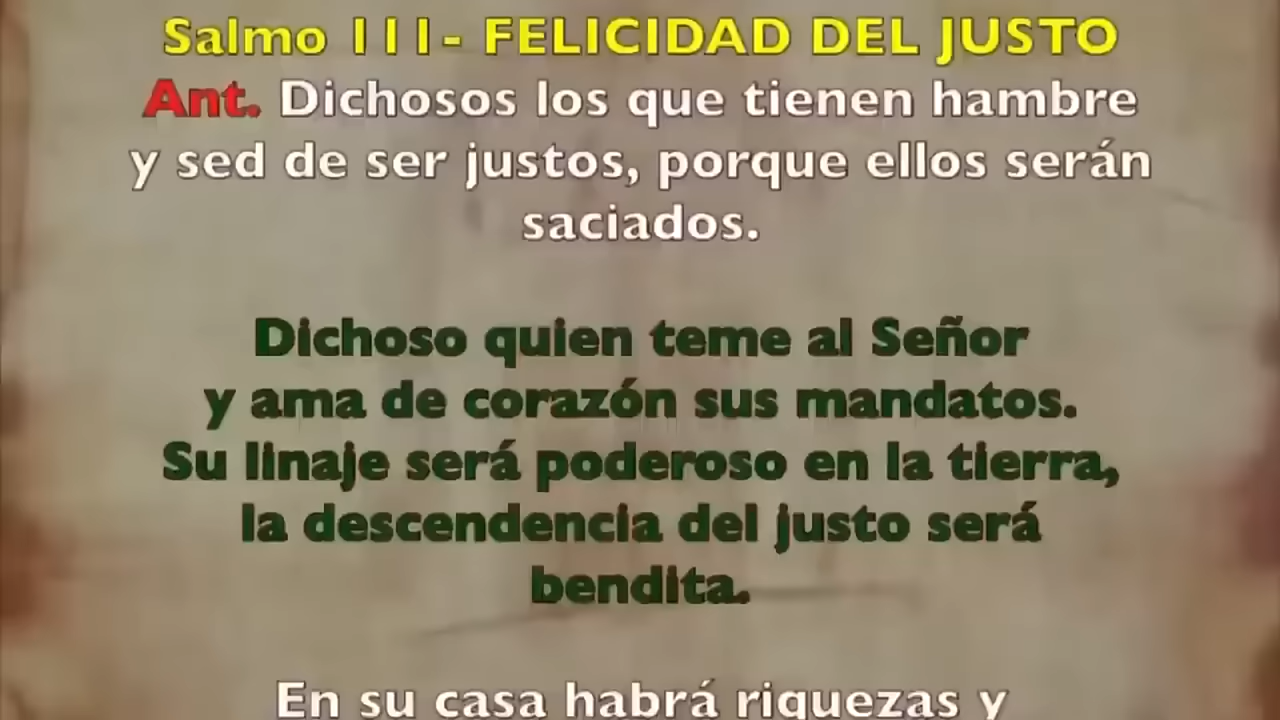 Salmo 111- FELICIDAD DEL JUSTO
Ant. Dichosos los que tienen hambre
y sed de ser justos, porque ellos serán
saciados.
Dichoso quien teme al Señor
y ama de corazón sus mandatos.
Su linaje será poderoso en la tierra,
la descendencia del justo será
bendita.
En su casa habrá riquezas y